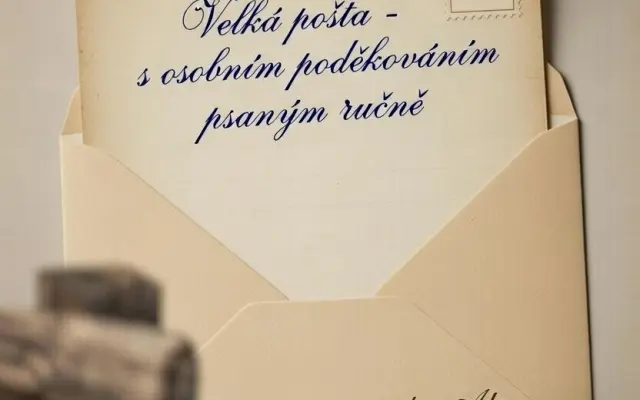 Velká pošta –
s osobním poděkováním
psaným ručně